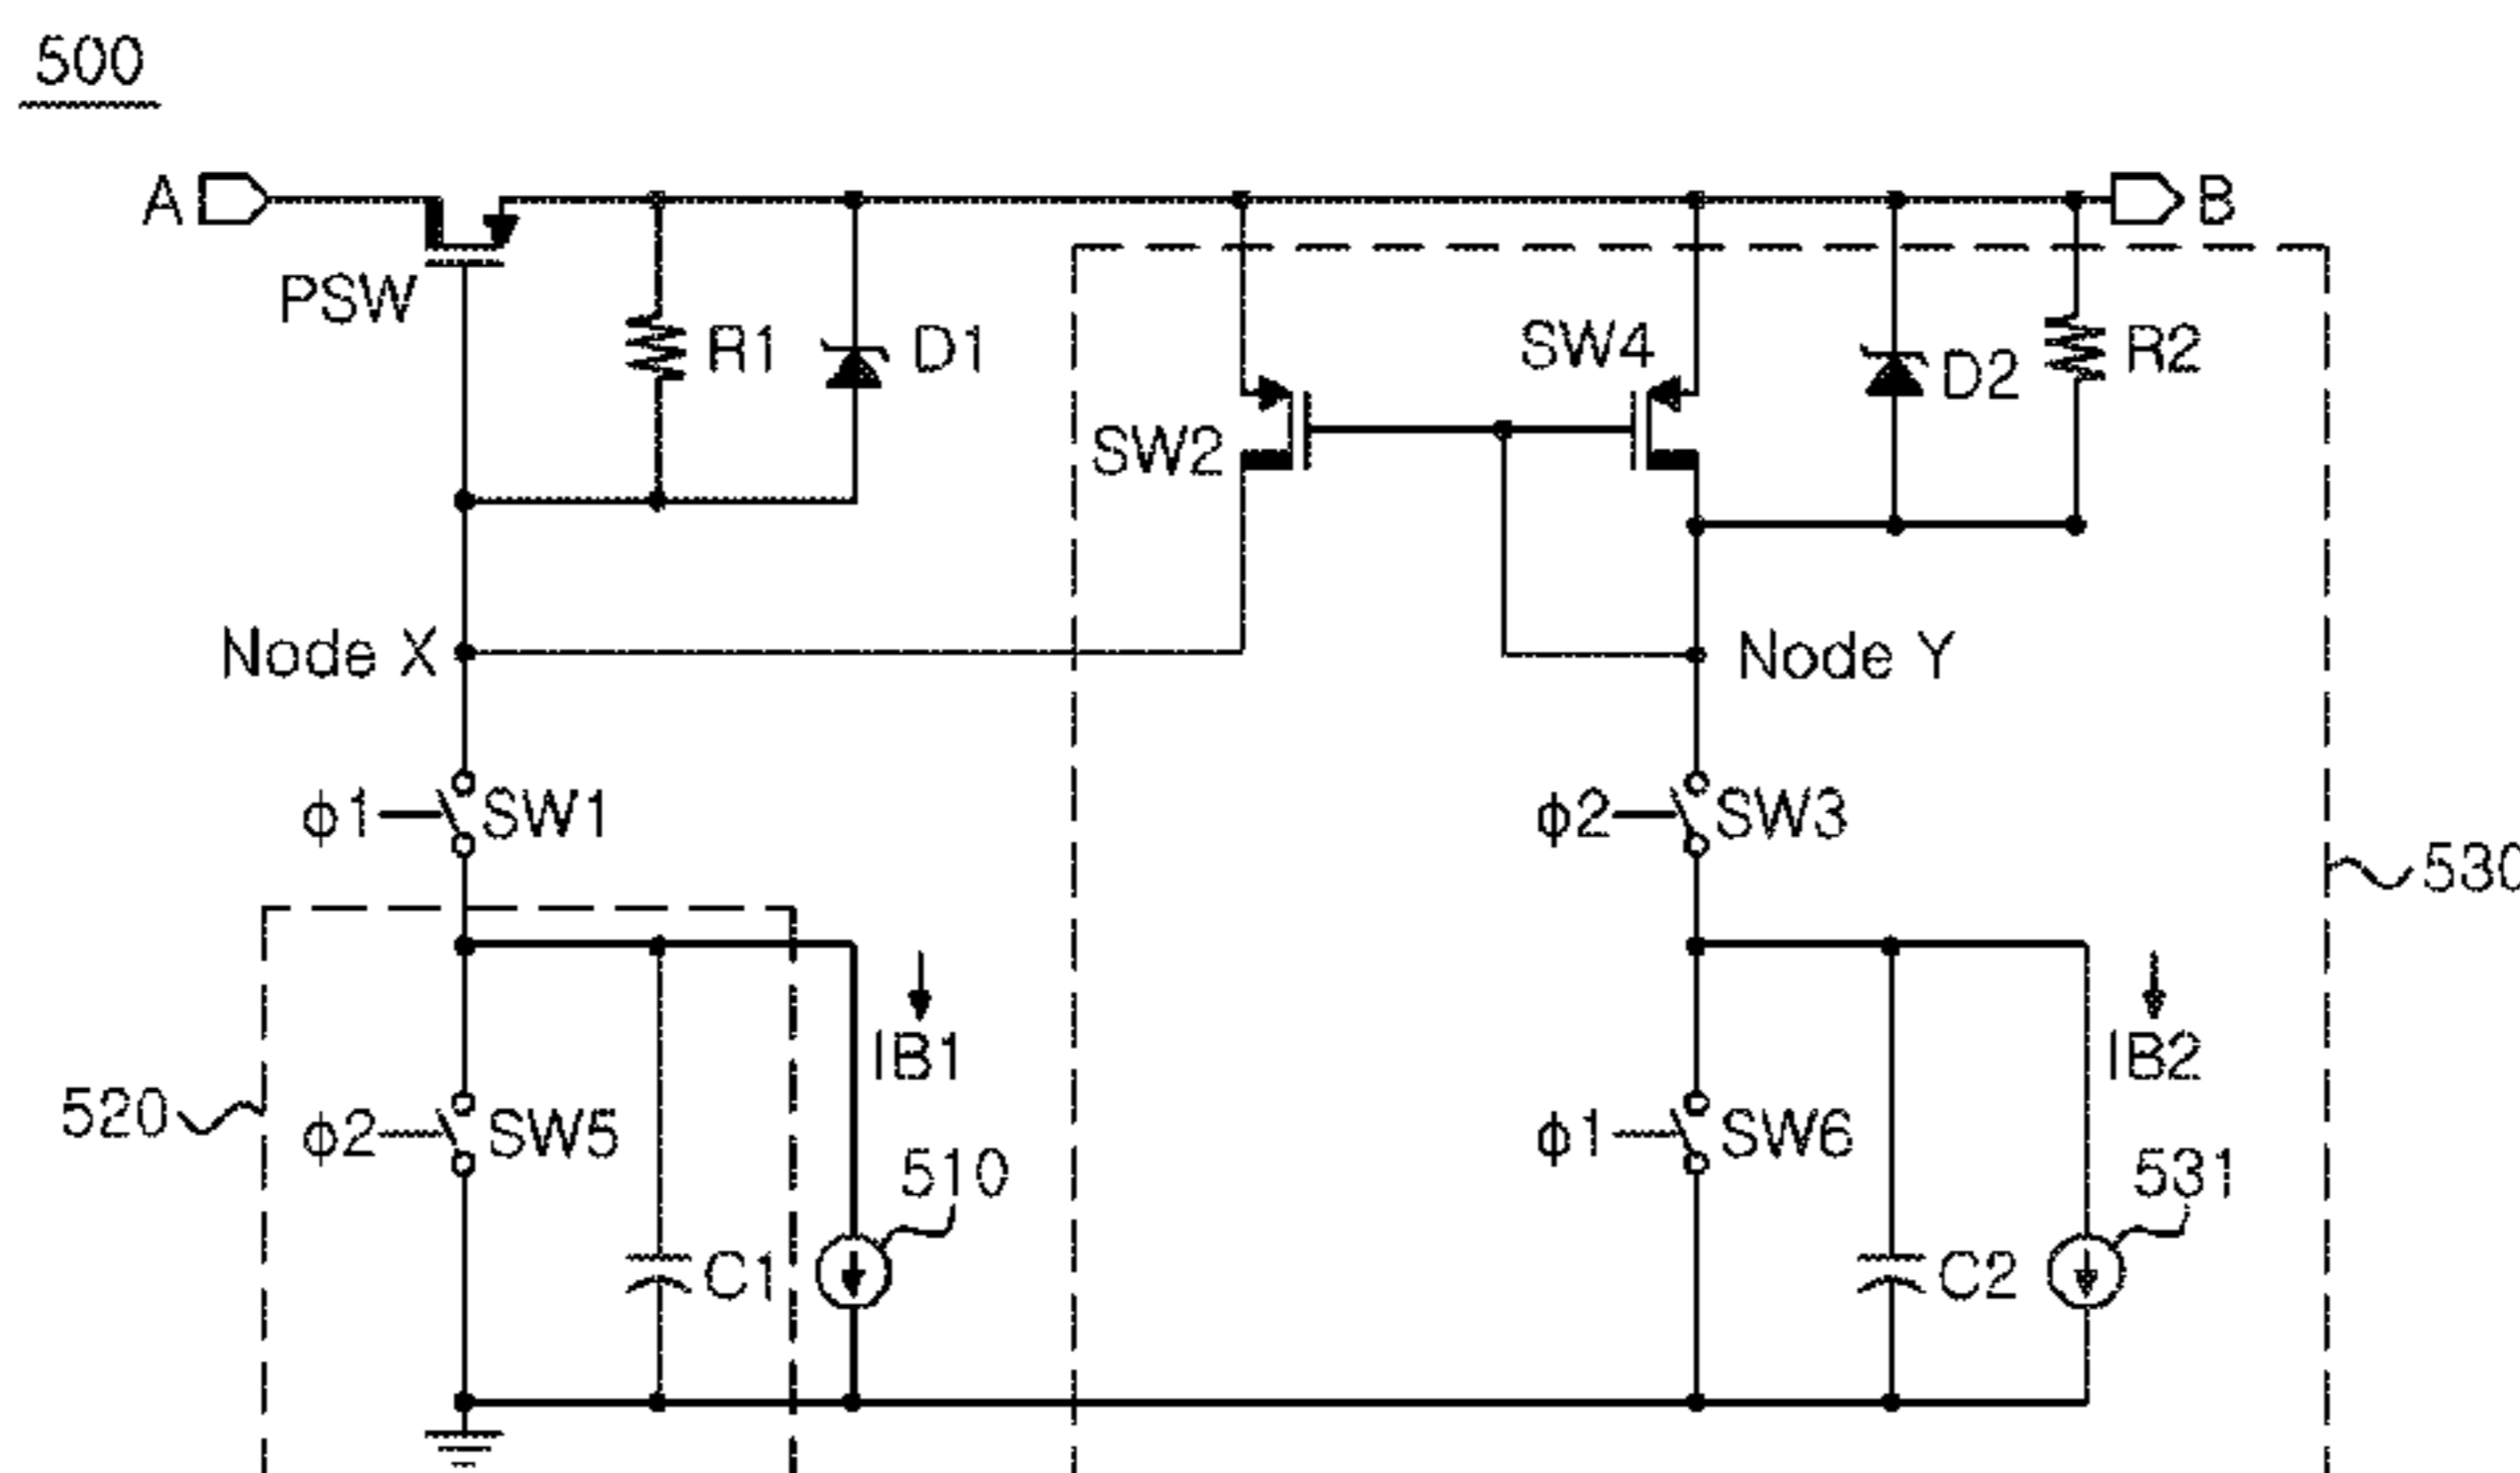 500
A
B
PSW
R1
D1
SW4
D2
R2
SW2
Node X
Node Y
ϕ1
SW1
ϕ2
SW3
530
IB1
IB2
520
ϕ2
SW5
510
ϕ1
SW6
531
C1
C2